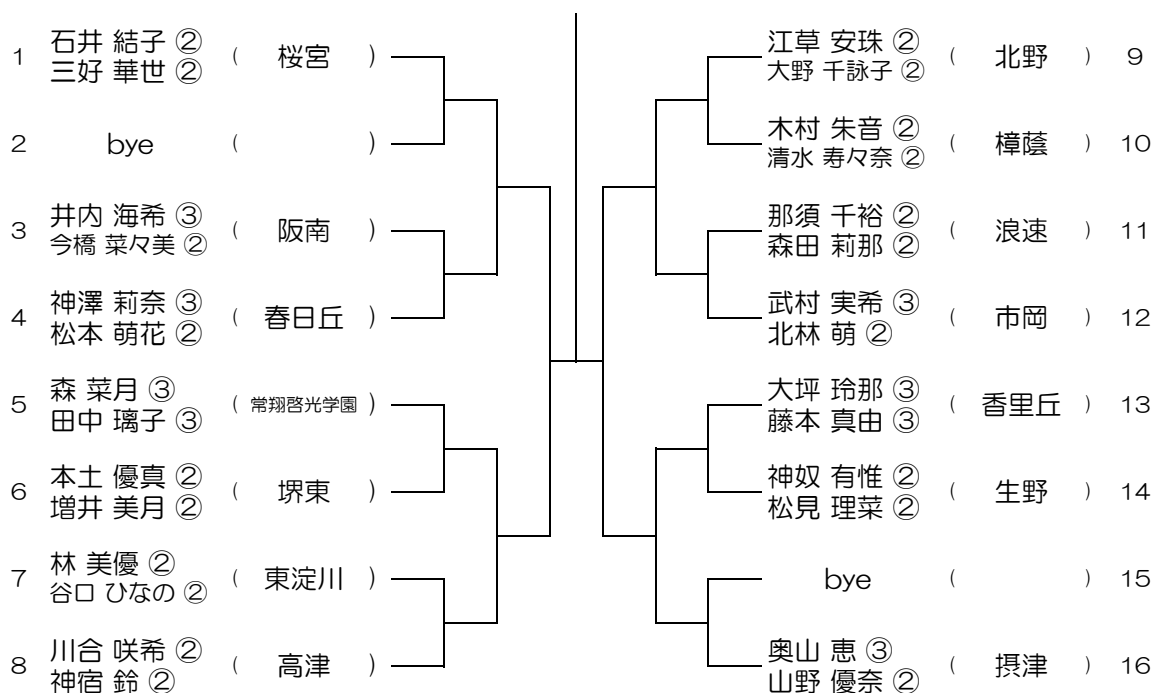 1 石井 結子 ② ( 桜宮 )
三好 華世 ②
2 bye ( )
3 井内 海希 ③ ( 阪南 )
今橋 菜々美 ②
4 神澤 莉奈 ③ ( 春日丘 )
松本 萌花 ②
5 森 菜月 ③ ( 常翔啓光学園 )
田中 璃子 ③
6 本土 優真 ② ( 堺東 )
増井 美月 ②
7 林 美優 ② ( 東淀川 )
谷口 ひなの ②
8 川合 咲希 ② ( 高津 )
神宿 鈴 ②
江草 安珠 ② ( 北野 ) 9
大野 千詠子 ②
木村 朱音 ② ( 樟蔭 ) 10
清水 寿々奈 ②
那須 千裕 ② ( 浪速 ) 11
森田 莉那 ②
武村 実希 ③ ( 市岡 ) 12
北林 萌 ②
大坪 玲那 ③ ( 香里丘 ) 13
藤本 真由 ③
神奴 有惟 ② ( 生野 ) 14
松見 理菜 ②
bye ( ) 15
奥山 恵 ③ ( 摂津 ) 16
山野 優奈 ②